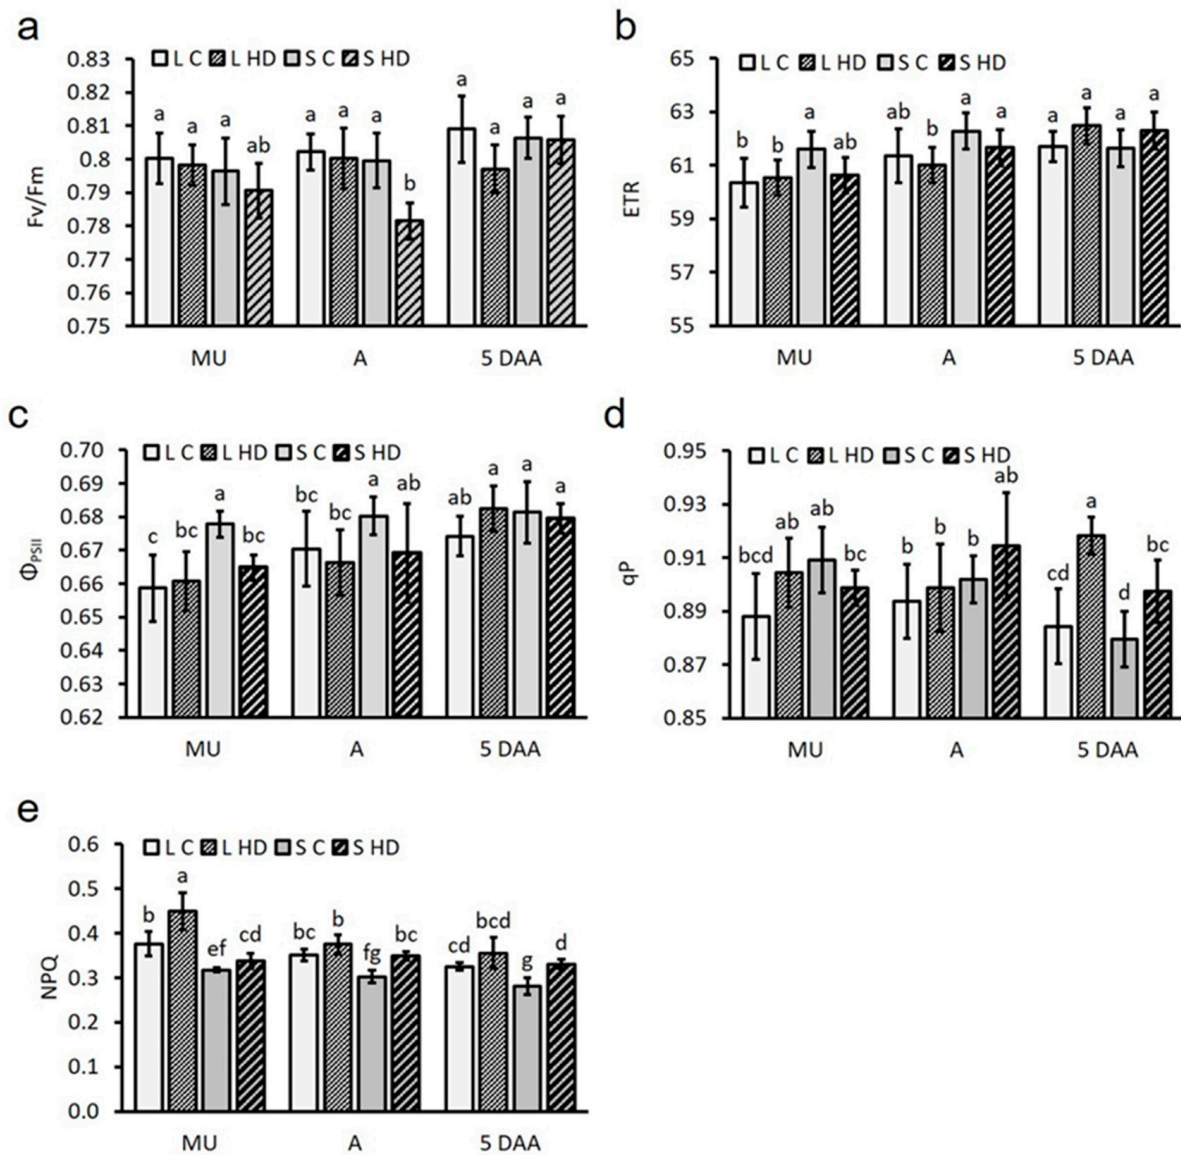 a
L C L HD S C S HD
0.83
0.82
0.81
0.8
0.79
0.78
0.77
0.76
0.75
Fv/Fm
a a a ab a a a b a a a a
MU A 5 DAA
b
L C L HD S C S HD
65
63
61
59
57
55
ETR
b b a ab ab b a a a a a a
MU A 5 DAA
c
L C L HD S C S HD
0.70
0.69
0.68
0.67
0.66
0.65
0.64
0.63
0.62
ΦPSII
c bc a bc bc bc a ab ab a a a
MU A 5 DAA
d
L C L HD S C S HD
0.95
0.93
0.91
0.89
0.87
0.85
qP
bcd ab ab bc b b b ab cd a d bc
MU A 5 DAA
e
L C L HD S C S HD
0.6
0.5
0.4
0.3
0.2
0.1
0.0
NPQ
b a ef cd bc b fg bc cd bcd g d
MU A 5 DAA